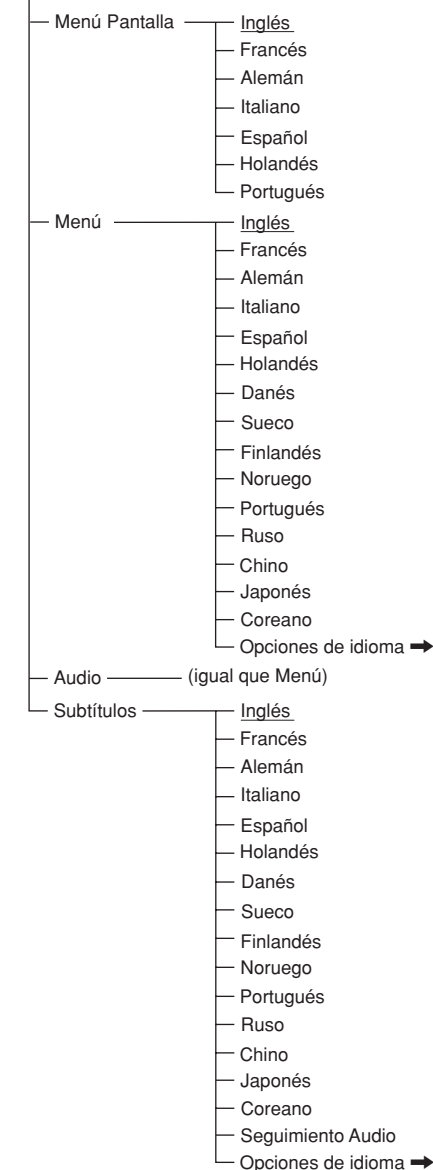 Menú Pantalla Inglés
Francés
Alemán
Italiano
Español
Holandés
Portugués
Menú Inglés
Francés
Alemán
Italiano
Español
Holandés
Danés
Sueco
Finlandés
Noruego
Portugués
Ruso
Chino
Japonés
Coreano
Opciones de idioma ➡
Audio (igual que Menú)
Subtítulos Inglés
Francés
Alemán
Italiano
Español
Holandés
Danés
Sueco
Finlandés
Noruego
Portugués
Ruso
Chino
Japonés
Coreano
Seguimiento Audio
Opciones de idioma ➡